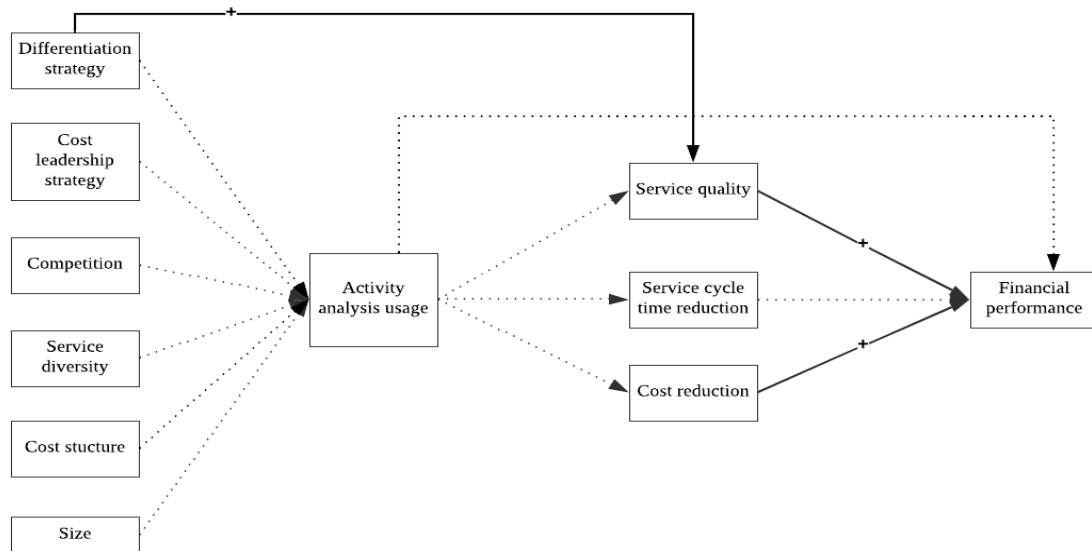 +
Differentiation
strategy
Cost
leadership
strategy
Service quality
+
Competition
Activity
analysis usage
Service cycle
time reduction
Financial
performance
Service
diversity
+
Cost reduction
Cost stucture
Size